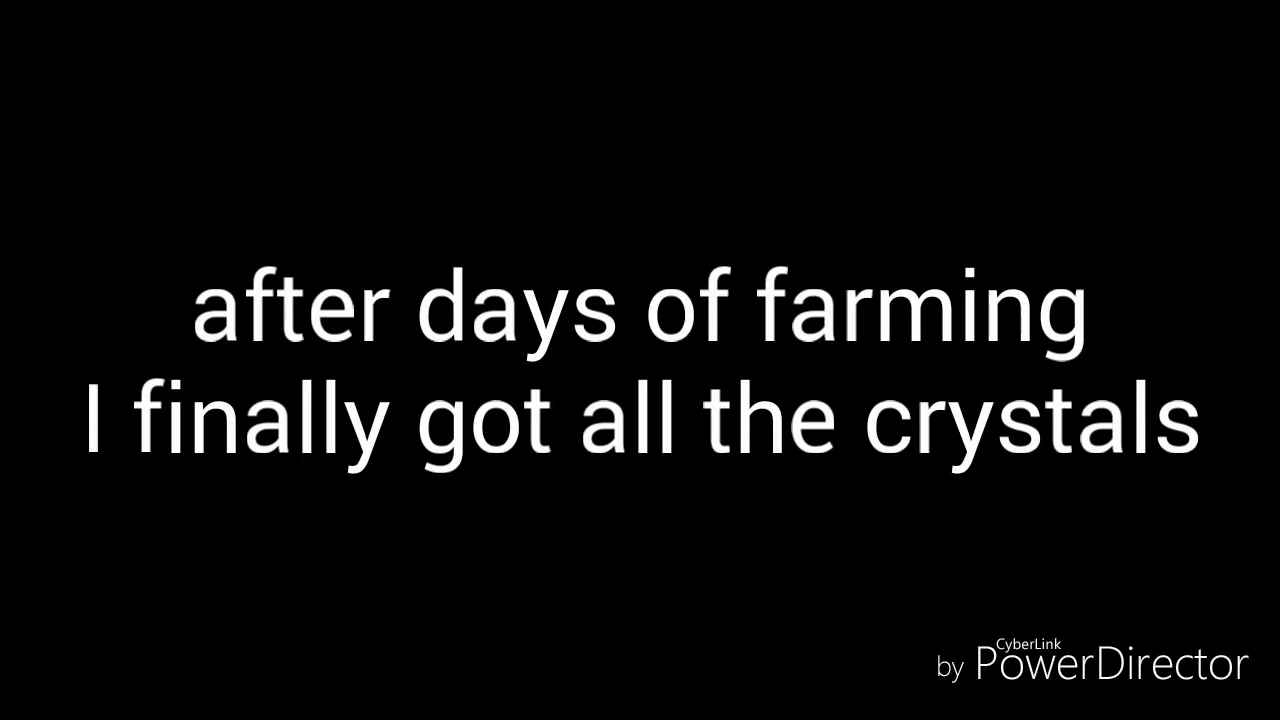 after days of farming
I finally got all the crystals
CyberLink
by PowerDirector